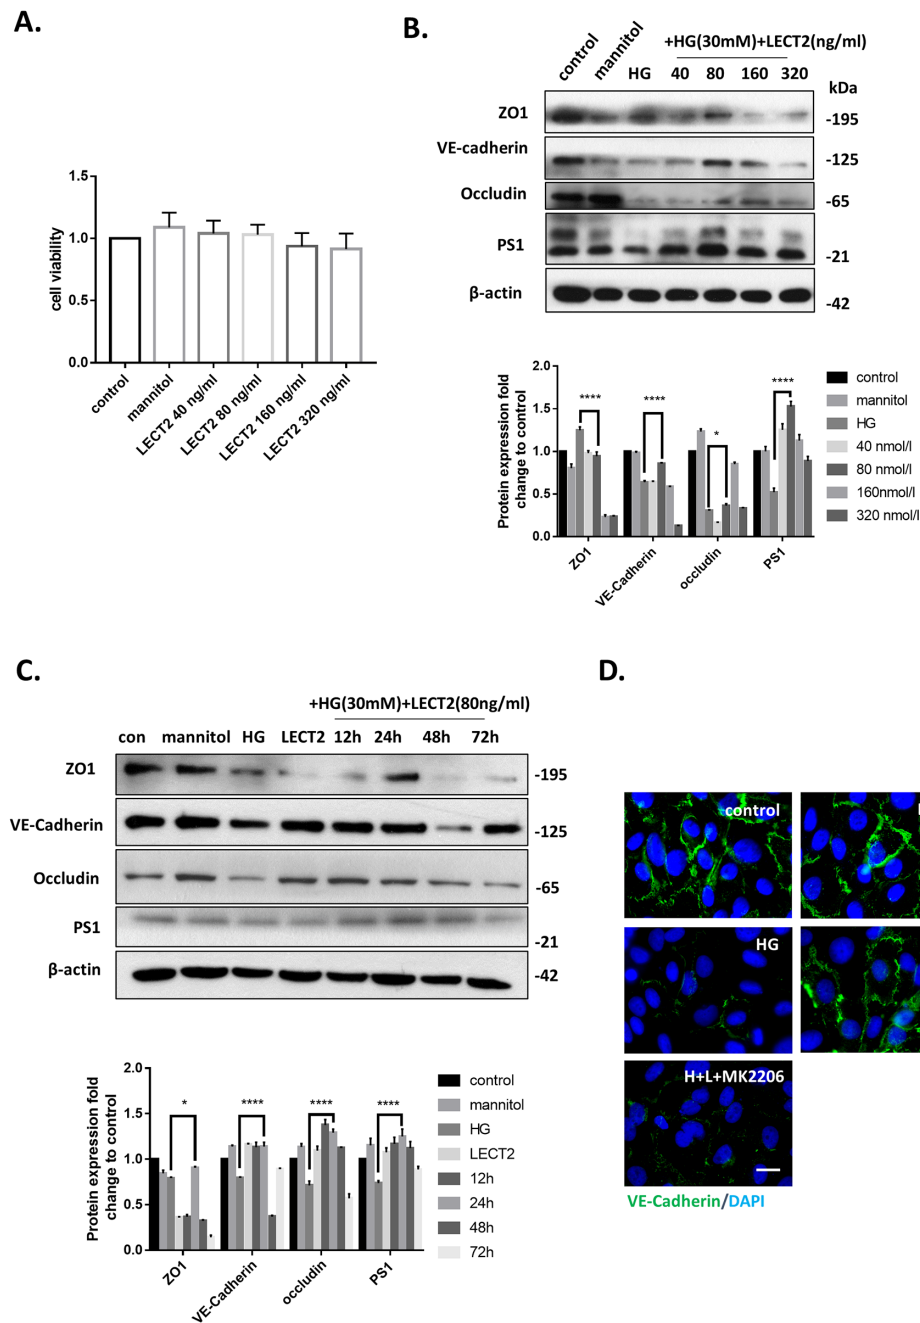 A.
1.5
1.0
0.5
0.0
cell viability
control
mannitol
LECT2 40 ng/ml
LECT2 80 ng/ml
LECT2 160 ng/ml
LECT2 320 ng/ml
B.
control
mannitol
HG
+HG(30mM)+LECT2(ng/ml)
40 80 160 320
kDa
ZO1 -195
VE-cadherin -125
Occludin -65
PS1 -21
β-actin -42
Protein expression fold
change to control
2.0
1.5
1.0
0.5
0.0
**** **** * ****
ZO1
VE-Cadherin
occludin
PS1
control
mannitol
HG
40 nmol/l
80 nmol/l
160nmol/l
320 nmol/l
C.
+HG(30mM)+LECT2(80ng/ml)
con mannitol HG LECT2 12h 24h 48h 72h
ZO1 -195
VE-Cadherin -125
Occludin -65
PS1 -21
β-actin -42
Protein expression fold
change to control
2.0
1.5
1.0
0.5
0.0
* **** **** ****
ZO1
VE-Cadherin
occludin
PS1
control
mannitol
HG
LECT2
12h
24h
48h
72h
D.
control
HG
H+L+MK2206
VE-Cadherin/DAPI